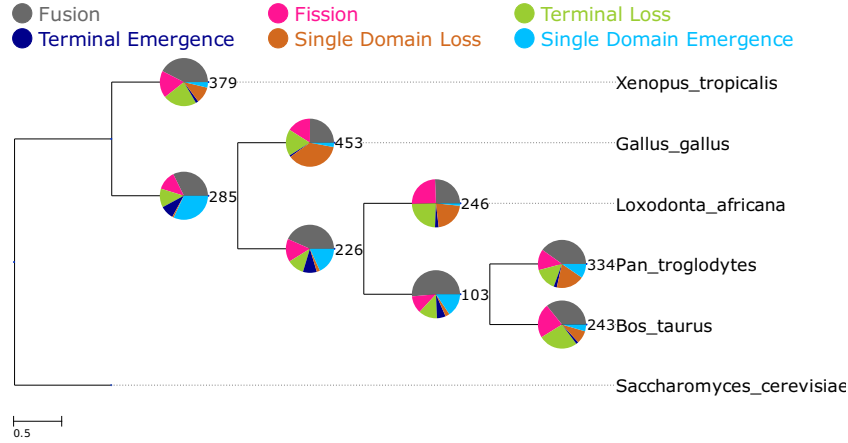 Fusion Fission Terminal Loss
Terminal Emergence Single Domain Loss Single Domain Emergence
379 Xenopus_tropicalis
453 Gallus_gallus
285
246 Loxodonta_africana
226
334 Pan_troglodytes
103
243 Bos_taurus
Saccharomyces_cerevisiae
0.5